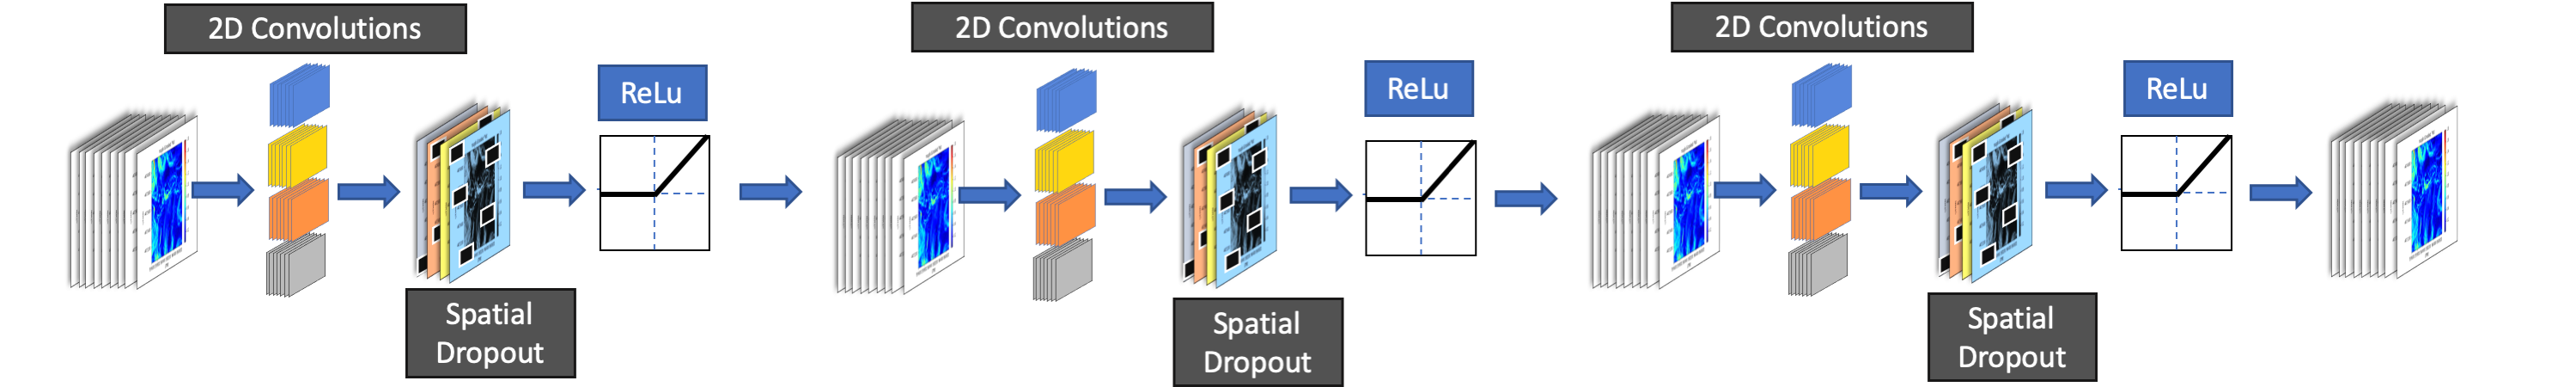 2D Convolutions
ReLu
Spatial
Dropout
2D Convolutions
ReLu
Spatial
Dropout
2D Convolutions
ReLu
Spatial
Dropout